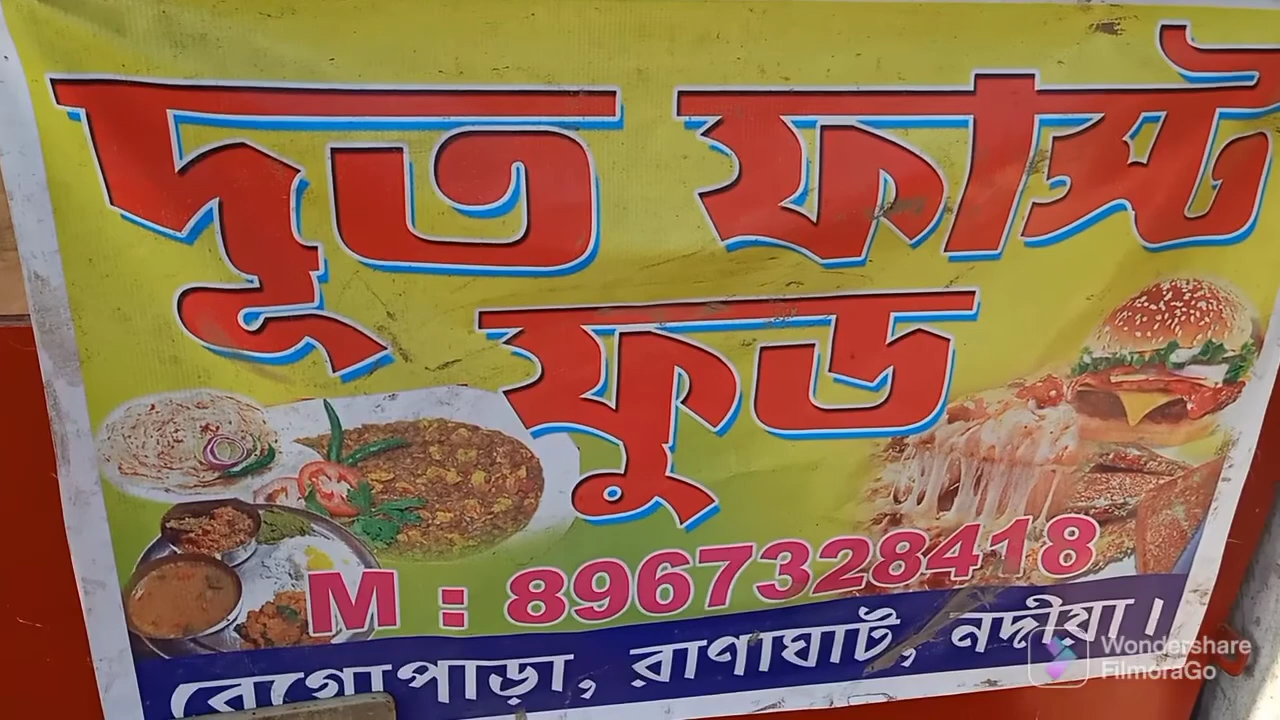 দূত ফাস্ট
ফুড
M : 8967328418
বেগোপাড়া, রাণাঘাট, নদীয়া।
Wondershare
FilmoraGo